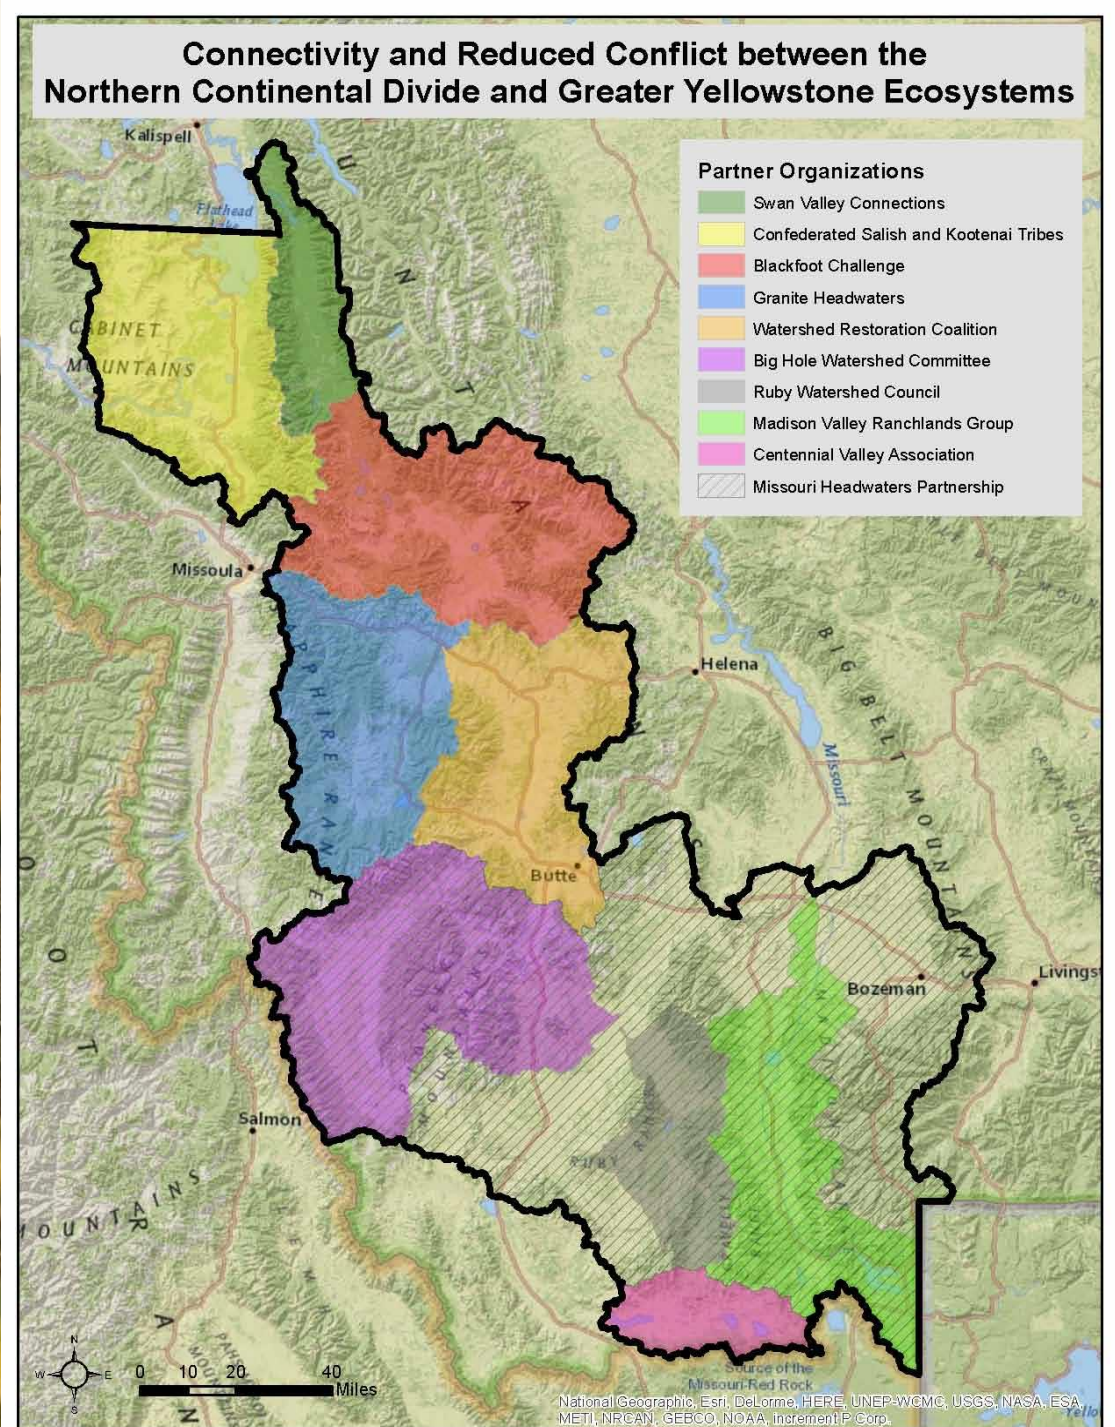 Connectivity and Reduced Conflict between the
Northern Continental Divide and Greater Yellowstone Ecosystems
Kalispell
Partner Organizations
Swan Valley Connections
Confederated Salish and Kootenai Tribes
Blackfoot Challenge
Granite Headwaters
Watershed Restoration Coalition
Big Hole Watershed Committee
Ruby Watershed Council
Madison Valley Ranchlands Group
Centennial Valley Association
Missouri Headwaters Partnership
Flathead
Lake
CABINET
MOUNTAINS
Missoula
Helena
BIG BELT MOUNTAINS
Missouri
Butte
Bozeman
Livings
Salmon
RUBY
MOUNTAINS
Source of the
Missouri-Red Rock
N
W
E
S
0 10 20 40
Miles
National Geographic, Esri, DeLorme, HERE, UNEP-WCMC, USGS, NASA, ESA,
METI, NRCAN, GEBCO, NOAA, increment P Corp.